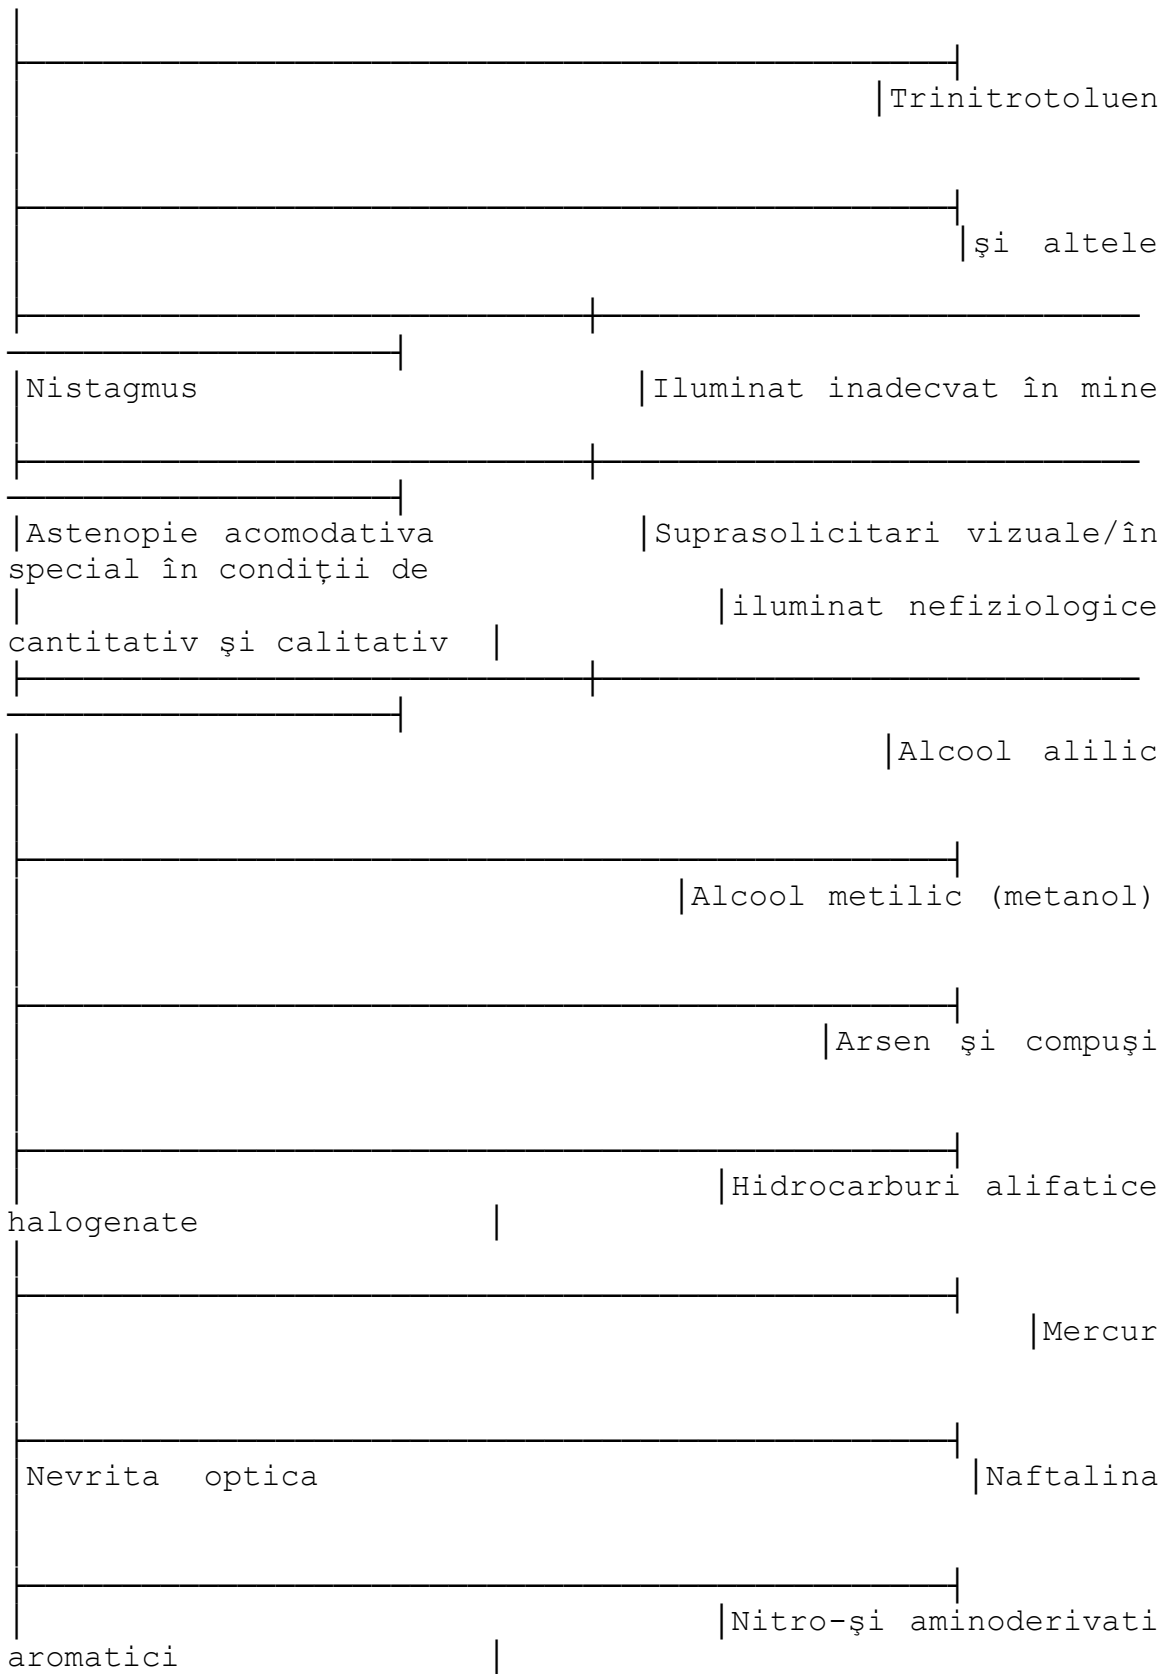 Trinitrotoluen
şi altele
Nistagmus Iluminat inadecvat în mine
Astenopie acomodativa Suprasolicitari vizuale/în
special în condiţii de
iluminat nefiziologice
cantitativ şi calitativ
Alcool alilic
Alcool metilic (metanol)
Arsen şi compuşi
Hidrocarburi alifatice
halogenate
Mercur
Nevrita optica Naftalina
Nitro-şi aminoderivati
aromatici